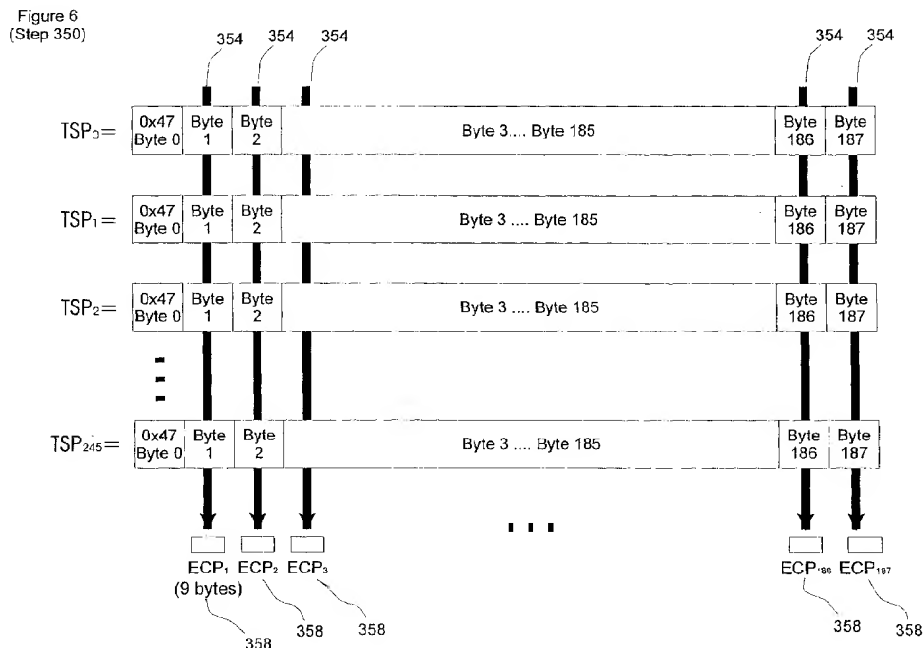 Figure 6
(Step 350)
354 354 354 354 354
TSP₀= 0x47 Byte 0 Byte 1 Byte 2 Byte 3 .... Byte 185 Byte 186 Byte 187
TSP₁= 0x47 Byte 0 Byte 1 Byte 2 Byte 3 .... Byte 185 Byte 186 Byte 187
TSP₂= 0x47 Byte 0 Byte 1 Byte 2 Byte 3 .... Byte 185 Byte 186 Byte 187
TSP₂₄₅= 0x47 Byte 0 Byte 1 Byte 2 Byte 3 .... Byte 185 Byte 186 Byte 187
ECP₁ ECP₂ ECP₃ ECP₁₈₆ ECP₁₈₇
(9 bytes)
358 358 358 358 358